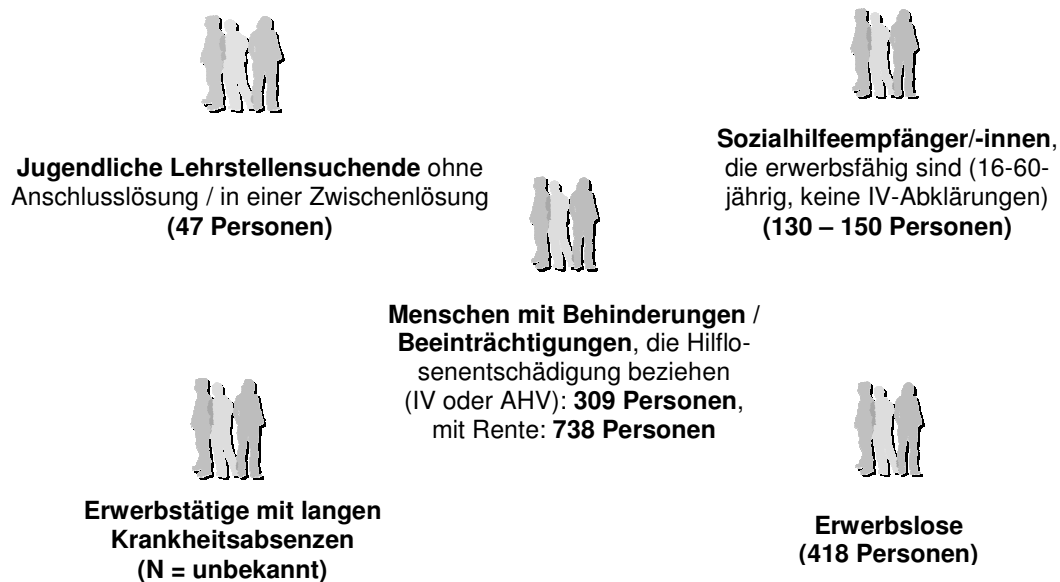 Jugendliche Lehrstellensuchende ohne
Anschlusslösung / in einer Zwischenlösung
(47 Personen)
Sozialhilfeempfänger/-innen,
die erwerbsfähig sind (16-60-
jährig, keine IV-Abklärungen)
(130 – 150 Personen)
Menschen mit Behinderungen /
Beeinträchtigungen, die Hilflo-
senentschädigung beziehen
(IV oder AHV): 309 Personen,
mit Rente: 738 Personen
Erwerbstätige mit langen
Krankheitsabsenzen
(N = unbekannt)
Erwerbslose
(418 Personen)